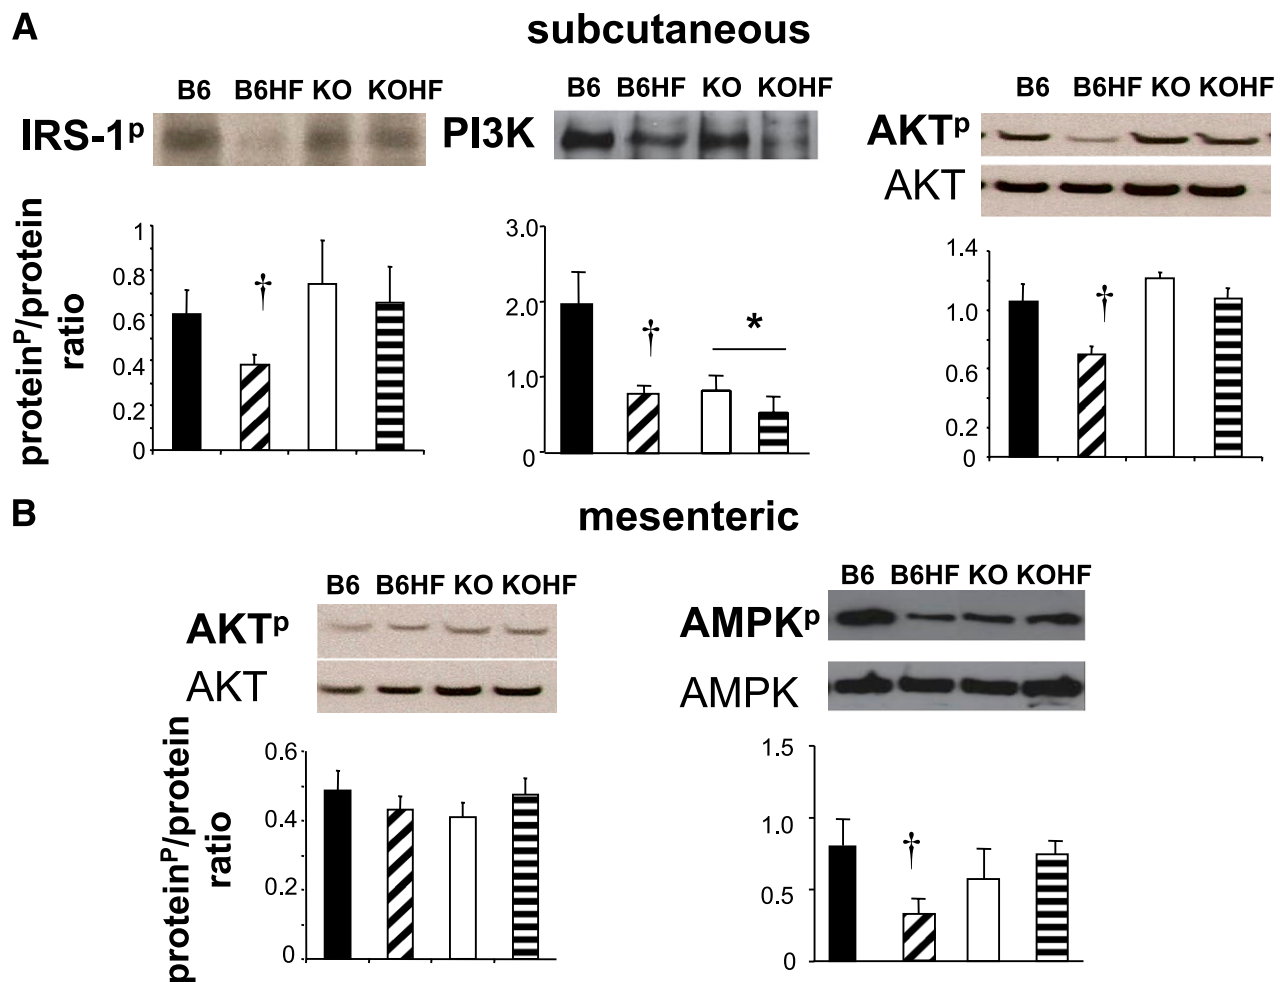 A
subcutaneous
B6 B6HF KO KOHF
IRS-1ᵖ
B6 B6HF KO KOHF
PI3K
B6 B6HF KO KOHF
AKTᵖ
AKT
proteinᴾ/protein
ratio
1
0.8
0.6
0.4
0.2
0
†
3.0
2.0
1.0
0
†
*
1.4
1.0
0.6
0.2
0
†
B
mesenteric
B6 B6HF KO KOHF
AKTᵖ
AKT
B6 B6HF KO KOHF
AMPKᵖ
AMPK
proteinᴾ/protein
ratio
0.6
0.4
0.2
0
1.5
1.0
0.5
0
†